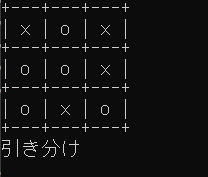 +---+---+---+
| x | o | x |
+---+---+---+
| o | o | x |
+---+---+---+
| o | x | o |
+---+---+---+
引き分け